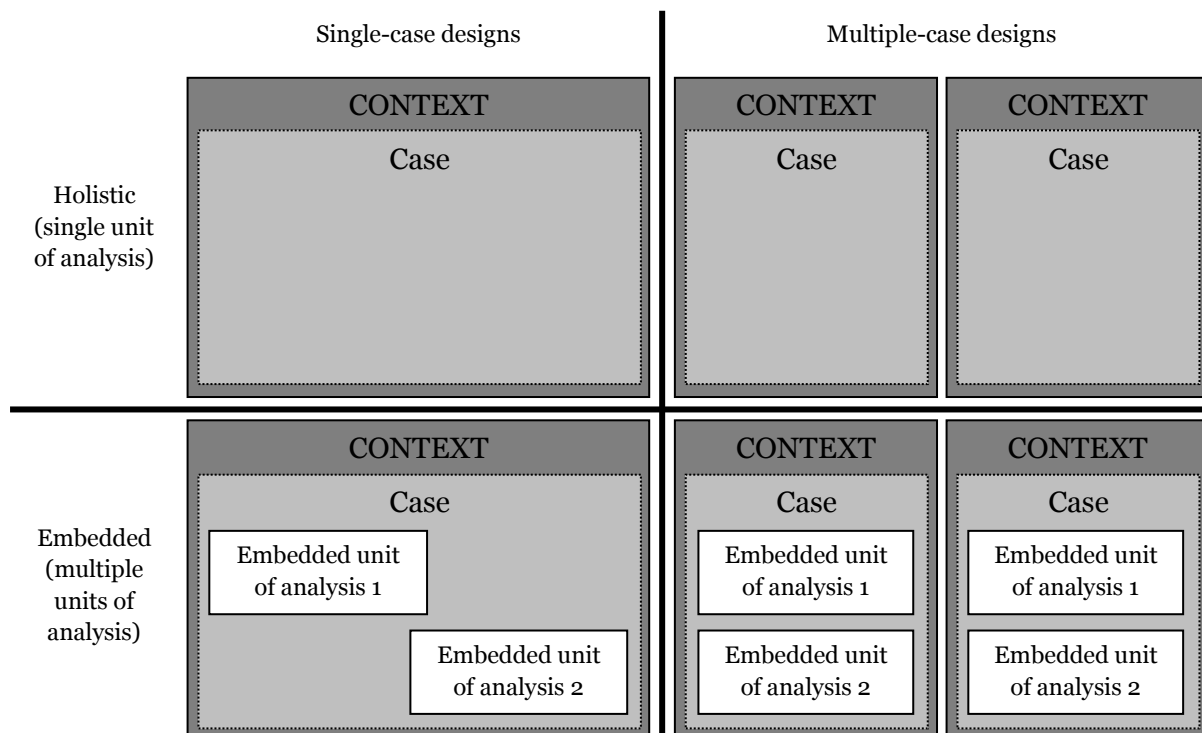 Single-case designs
Multiple-case designs
Holistic
(single unit
of analysis)
CONTEXT
Case
CONTEXT
Case
CONTEXT
Case
Embedded
(multiple
units of
analysis)
CONTEXT
Case
Embedded unit
of analysis 1
Embedded unit
of analysis 2
CONTEXT
Case
Embedded unit
of analysis 1
Embedded unit
of analysis 2
CONTEXT
Case
Embedded unit
of analysis 1
Embedded unit
of analysis 2